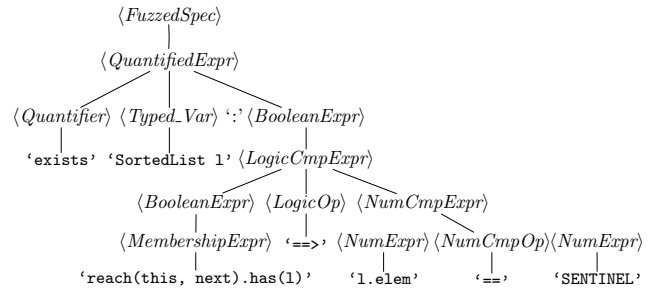 ⟨FuzzedSpec⟩
⟨QuantifiedExpr⟩
⟨Quantifier⟩ ⟨Typed_Var⟩ ‘:’ ⟨BooleanExpr⟩
‘exists’ ‘SortedList l’ ⟨LogicCmpExpr⟩
⟨BooleanExpr⟩ ⟨LogicOp⟩ ⟨NumCmpExpr⟩
⟨MembershipExpr⟩ ‘==>’ ⟨NumExpr⟩ ⟨NumCmpOp⟩ ⟨NumExpr⟩
‘reach(this, next).has(l)’ ‘l.elem’ ‘==’ ‘SENTINEL’